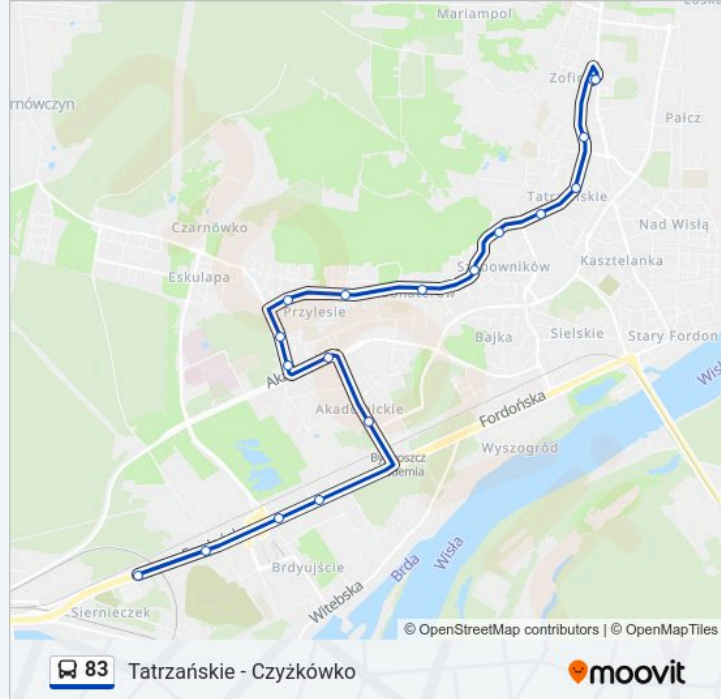 Mariampol
Pałcz
Tatrzańskie
Nad Wisłą
Czarnówko
Kasztelanka
Eskulapa
Przylesie
Bajka
Sielskie
Stary Fordon
Akademickie
Fordońska
Wyszogród
Brdyujście
Brda
Wisła
Witebska
Siernieczek
© OpenStreetMap contributors | © OpenMapTiles
83 Tatrzańskie - Czyżkówko
moovit